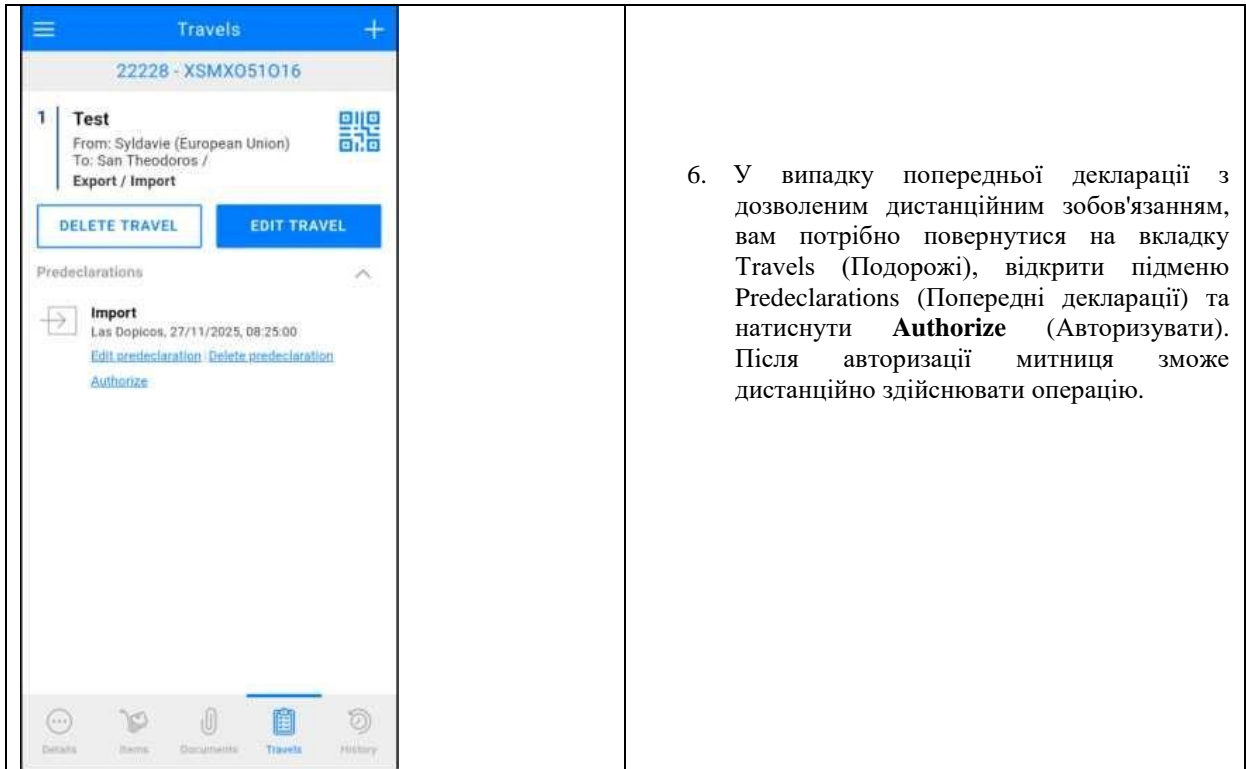 Travels
22228 - XSMXO51O16
1
Test
From: Syldavie (European Union)
To: San Theodoros /
Export / Import
DELETE TRAVEL
EDIT TRAVEL
Predeclarations
Import
Las Dopicos, 27/11/2025, 08:25:00
Edit predeclaration Delete predeclaration
Authorize
Details
Items
Documents
Travels
History
6. У випадку попередньої декларації з
дозволеним дистанційним зобов'язанням,
вам потрібно повернутися на вкладку
Travels (Подорожі), відкрити підменю
Predeclarations (Попередні декларації) та
натиснути Authorize (Авторизувати).
Після авторизації митниця зможе
дистанційно здійснювати операцію.